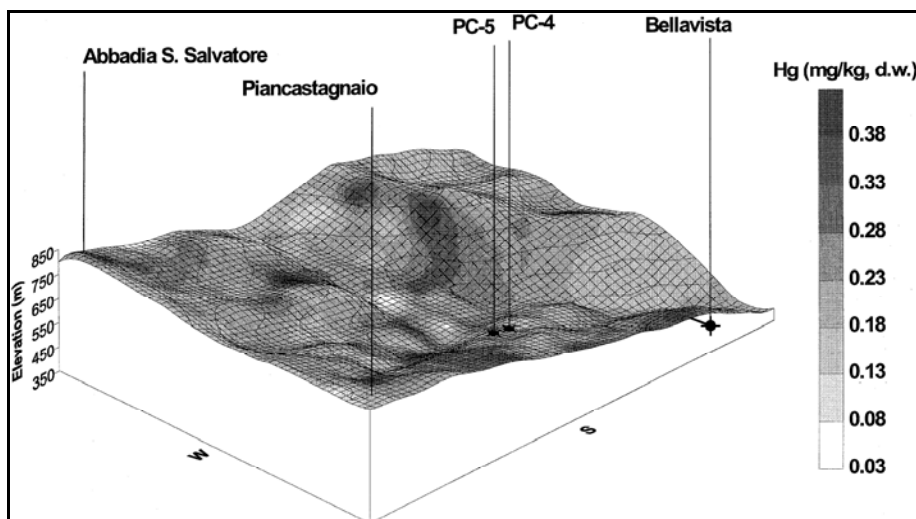 Abbadia S. Salvatore
Piancastagnaio
PC-5
PC-4
Bellavista
Hg (mg/kg, d.w.)
0.38
0.33
0.28
0.23
0.18
0.13
0.08
0.03
Elevation (m)
850
750
650
550
450
350
W
S